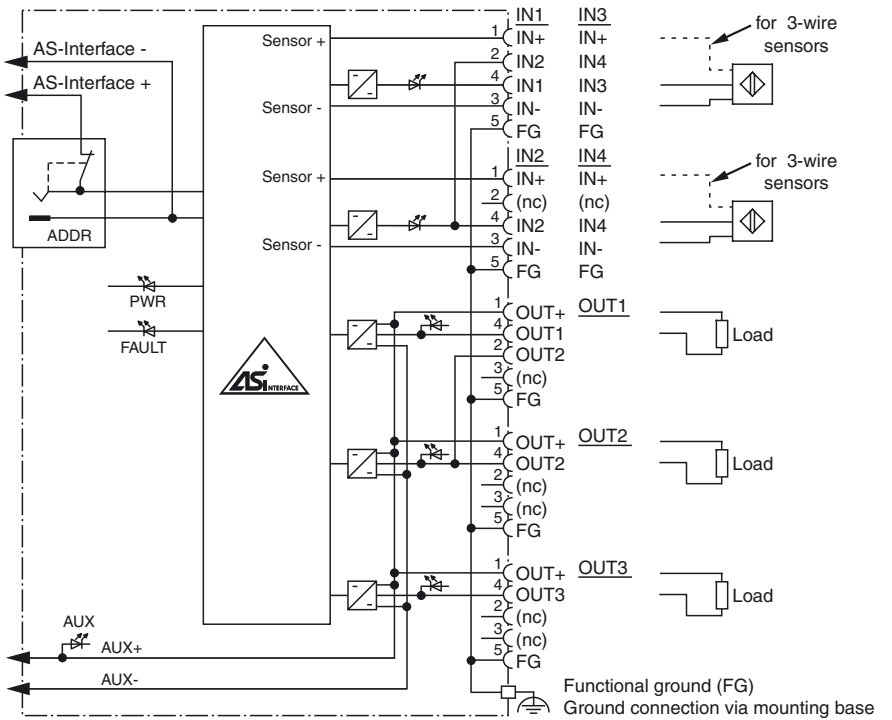 IN1 IN3
1 IN+ IN+
2 IN2 IN4
4 IN1 IN3
3 IN- IN-
5 FG FG
for 3-wire
sensors
AS-Interface -
AS-Interface +
Sensor +
Sensor -
IN2 IN4
1 IN+ IN+
2 (nc) (nc)
4 IN2 IN4
3 IN- IN-
5 FG FG
for 3-wire
sensors
Sensor +
Sensor -
ADDR
PWR
FAULT
ASi INTERFACE
1 OUT+ OUT1
4 OUT1
2 OUT2
3 (nc)
5 FG
Load
1 OUT+ OUT2
4 OUT2
2 (nc)
3 (nc)
5 FG
Load
1 OUT+ OUT3
4 OUT3
2 (nc)
3 (nc)
5 FG
Load
AUX
AUX+
AUX-
Functional ground (FG)
Ground connection via mounting base